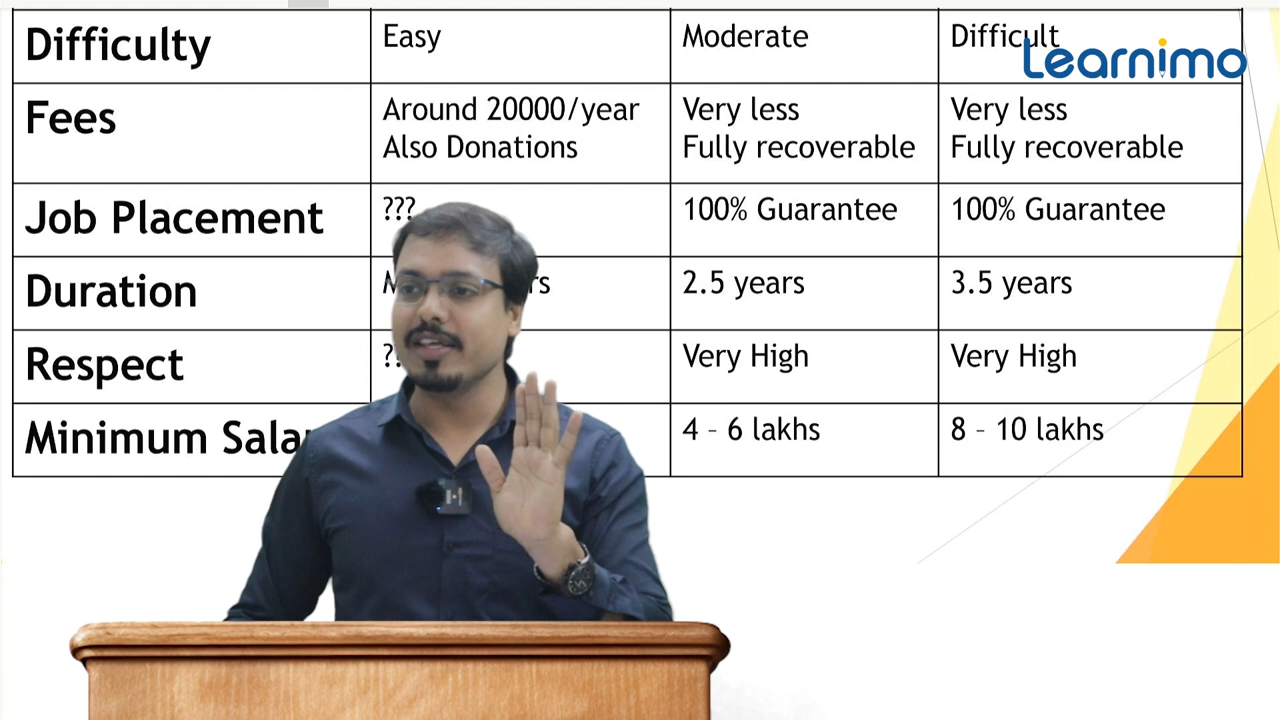 Difficulty
Easy
Moderate
Difficult
Learnimo
Fees
Around 20000/year
Also Donations
Very less
Fully recoverable
Very less
Fully recoverable
Job Placement
???
100% Guarantee
100% Guarantee
Duration
2.5 years
3.5 years
Respect
Very High
Very High
Minimum
4 – 6 lakhs
8 – 10 lakhs